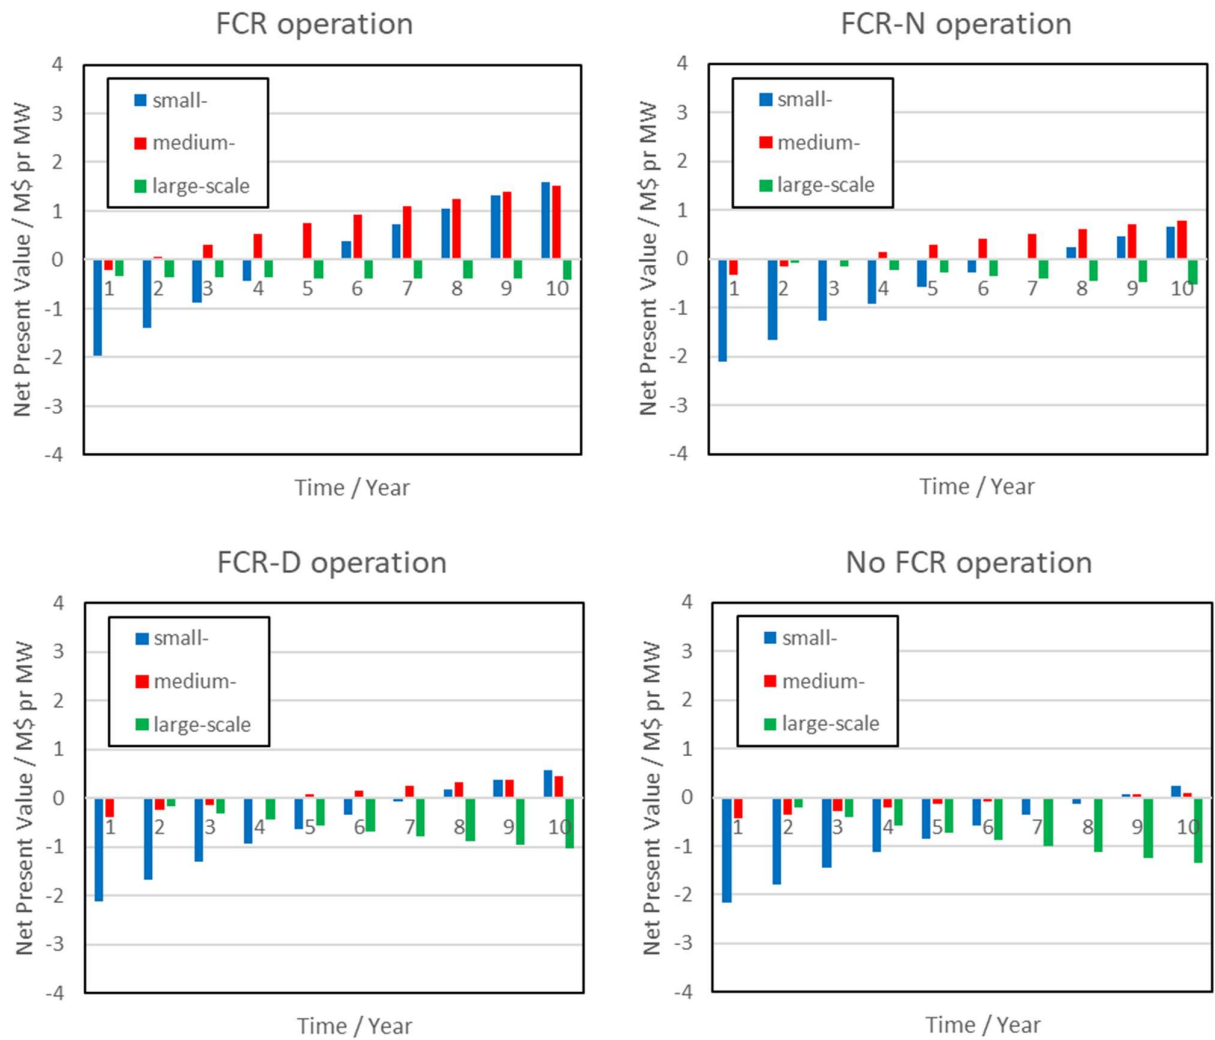 FCR operation
Net Present Value / M$ pr MW
4
3
2
1
0
-1
-2
-3
-4
small-
medium-
large-scale
1 2 3 4 5 6 7 8 9 10
Time / Year
FCR-N operation
Net Present Value / M$ pr MW
4
3
2
1
0
-1
-2
-3
-4
small-
medium-
large-scale
1 2 3 4 5 6 7 8 9 10
Time / Year
FCR-D operation
Net Present Value / M$ pr MW
4
3
2
1
0
-1
-2
-3
-4
small-
medium-
large-scale
1 2 3 4 5 6 7 8 9 10
Time / Year
No FCR operation
Net Present Value / M$ pr MW
4
3
2
1
0
-1
-2
-3
-4
small-
medium-
large-scale
1 2 3 4 5 6 7 8 9 10
Time / Year